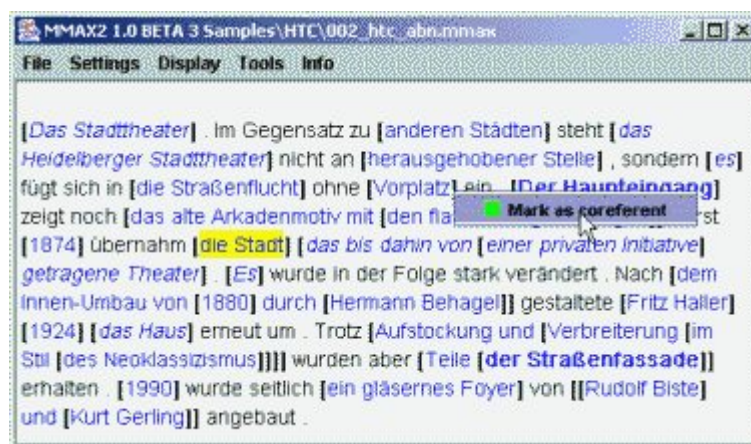 MMAX2 1.0 BETA 3 Samples\HTC\002_htc_abn.mmax
File Settings Display Tools Info
[Das Stadttheater] . Im Gegensatz zu [anderen Städten] steht [das
Heidelberger Stadttheater] nicht an [herausgehobener Stelle] , sondern [es]
fügt sich in [die Straßenflucht] ohne [Vorplatz] ein . [Der Haupteingang]
Mark as coreferent
zeigt noch [das alte Arkadenmotiv mit [den rst
[1874] übernahm [die Stadt] [das bis dahin von [einer privaten Initiative]
getragene Theater] . [Es] wurde in der Folge stark verändert . Nach [dem
Innen-Umbau von [1880] durch [Hermann Behagel]] gestaltete [Fritz Haller]
[1924] [das Haus] erneut um . Trotz [Aufstockung und [Verbreiterung [im
Stil [des Neoklassizismus]]]] wurden aber [Teile [der Straßenfassade]]
erhalten . [1990] wurde seitlich [ein gläsernes Foyer] von [[Rudolf Biste]
und [Kurt Gerling]] angebaut .